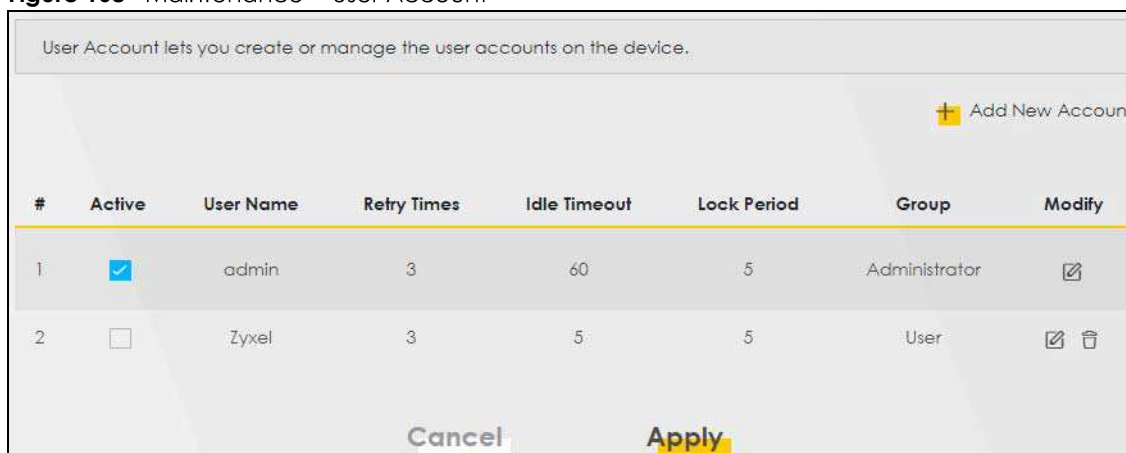 User Account lets you create or manage the user accounts on the device.
+ Add New Accoun
# Active User Name Retry Times Idle Timeout Lock Period Group Modify
1 admin 3 60 5 Administrator
2 Zyxel 3 5 5 User
Cancel Apply